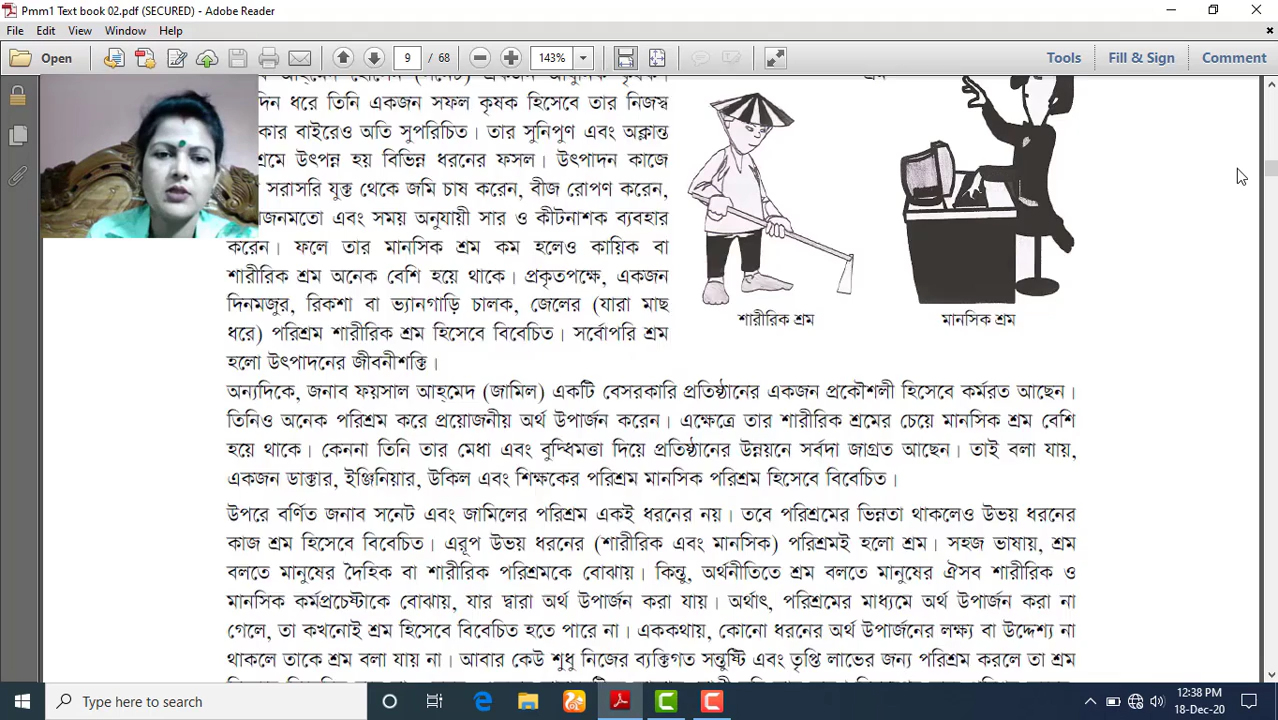 Pmm1 Text book 02.pdf (SECURED) - Adobe Reader
File Edit View Window Help
Open 9 / 68 143% Tools Fill & Sign Comment
দিন ধরে তিনি একজন সফল কৃষক হিসেবে তার নিজস্ব
কার বাইরেও অতি সুপরিচিত। তার সুনিপুণ এবং অক্লান্ত
শ্রমে উৎপন্ন হয় বিভিন্ন ধরনের ফসল। উৎপাদন কাজে
সরাসরি যুক্ত থেকে জমি চাষ করেন, বীজ রোপণ করেন,
জনমতো এবং সময় অনুযায়ী সার ও কীটনাশক ব্যবহার
করেন। ফলে তার মানসিক শ্রম কম হলেও কায়িক বা
শারীরিক শ্রম অনেক বেশি হয়ে থাকে। প্রকৃতপক্ষে, একজন
দিনমজুর, রিকশা বা ভ্যানগাড়ি চালক, জেলের (যারা মাছ
ধরে) পরিশ্রম শারীরিক শ্রম হিসেবে বিবেচিত। সর্বোপরি শ্রম
হলো উৎপাদনের জীবনীশক্তি।
শারীরিক শ্রম
মানসিক শ্রম
অন্যদিকে, জনাব ফয়সাল আহ্মেদ (জামিল) একটি বেসরকারি প্রতিষ্ঠানের একজন প্রকৌশলী হিসেবে কর্মরত আছেন।
তিনিও অনেক পরিশ্রম করে প্রয়োজনীয় অর্থ উপার্জন করেন। এক্ষেত্রে তার শারীরিক শ্রমের চেয়ে মানসিক শ্রম বেশি
হয়ে থাকে। কেননা তিনি তার মেধা এবং বুদ্ধিমত্তা দিয়ে প্রতিষ্ঠানের উন্নয়নে সর্বদা জাগ্রত আছেন। তাই বলা যায়,
একজন ডাক্তার, ইঞ্জিনিয়ার, উকিল এবং শিক্ষকের পরিশ্রম মানসিক পরিশ্রম হিসেবে বিবেচিত।
উপরে বর্ণিত জনাব সনেট এবং জামিলের পরিশ্রম একই ধরনের নয়। তবে পরিশ্রমের ভিন্নতা থাকলেও উভয় ধরনের
কাজ শ্রম হিসেবে বিবেচিত। এরূপ উভয় ধরনের (শারীরিক এবং মানসিক) পরিশ্রমই হলো শ্রম। সহজ ভাষায়, শ্রম
বলতে মানুষের দৈহিক বা শারীরিক পরিশ্রমকে বোঝায়। কিন্তু, অর্থনীতিতে শ্রম বলতে মানুষের ঐসব শারীরিক ও
মানসিক কর্মপ্রচেষ্টাকে বোঝায়, যার দ্বারা অর্থ উপার্জন করা যায়। অর্থাৎ, পরিশ্রমের মাধ্যমে অর্থ উপার্জন করা না
গেলে, তা কখনোই শ্রম হিসেবে বিবেচিত হতে পারে না। এককথায়, কোনো ধরনের অর্থ উপার্জনের লক্ষ্য বা উদ্দেশ্য না
থাকলে তাকে শ্রম বলা যায় না। আবার কেউ শুধু নিজের ব্যক্তিগত সন্তুষ্টি এবং তৃপ্তি লাভের জন্য পরিশ্রম করলে তা শ্রম
Type here to search
12:38 PM
18-Dec-20